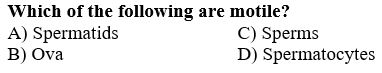 Which of the following are motile?
A) Spermatids C) Sperms
B) Ova D) Spermatocytes